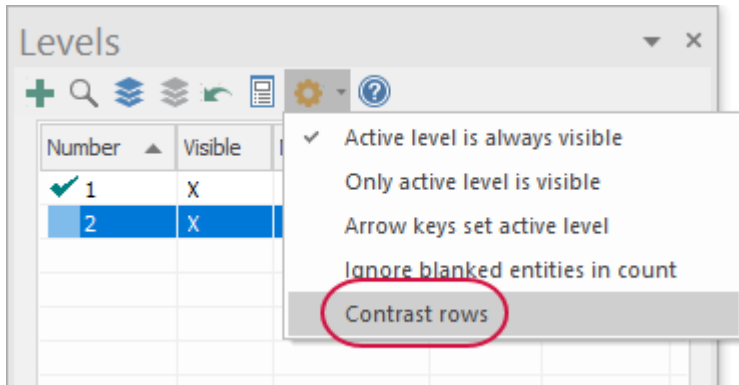 Levels
Number Visible
1 X
2 X
Active level is always visible
Only active level is visible
Arrow keys set active level
Ignore blanked entities in count
Contrast rows